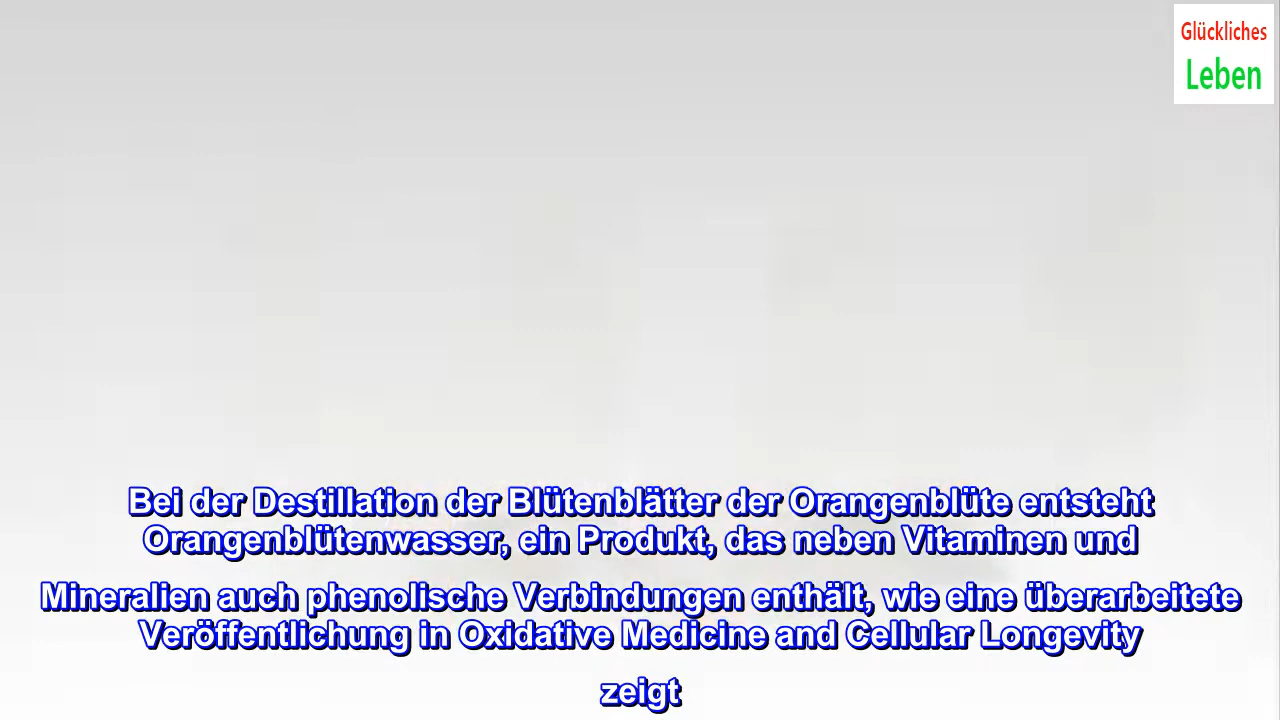 Glückliches
Leben
Bei der Destillation der Blütenblätter der Orangenblüte entsteht
Orangenblütenwasser, ein Produkt, das neben Vitaminen und
Mineralien auch phenolische Verbindungen enthält, wie eine überarbeitete
Veröffentlichung in Oxidative Medicine and Cellular Longevity
zeigt